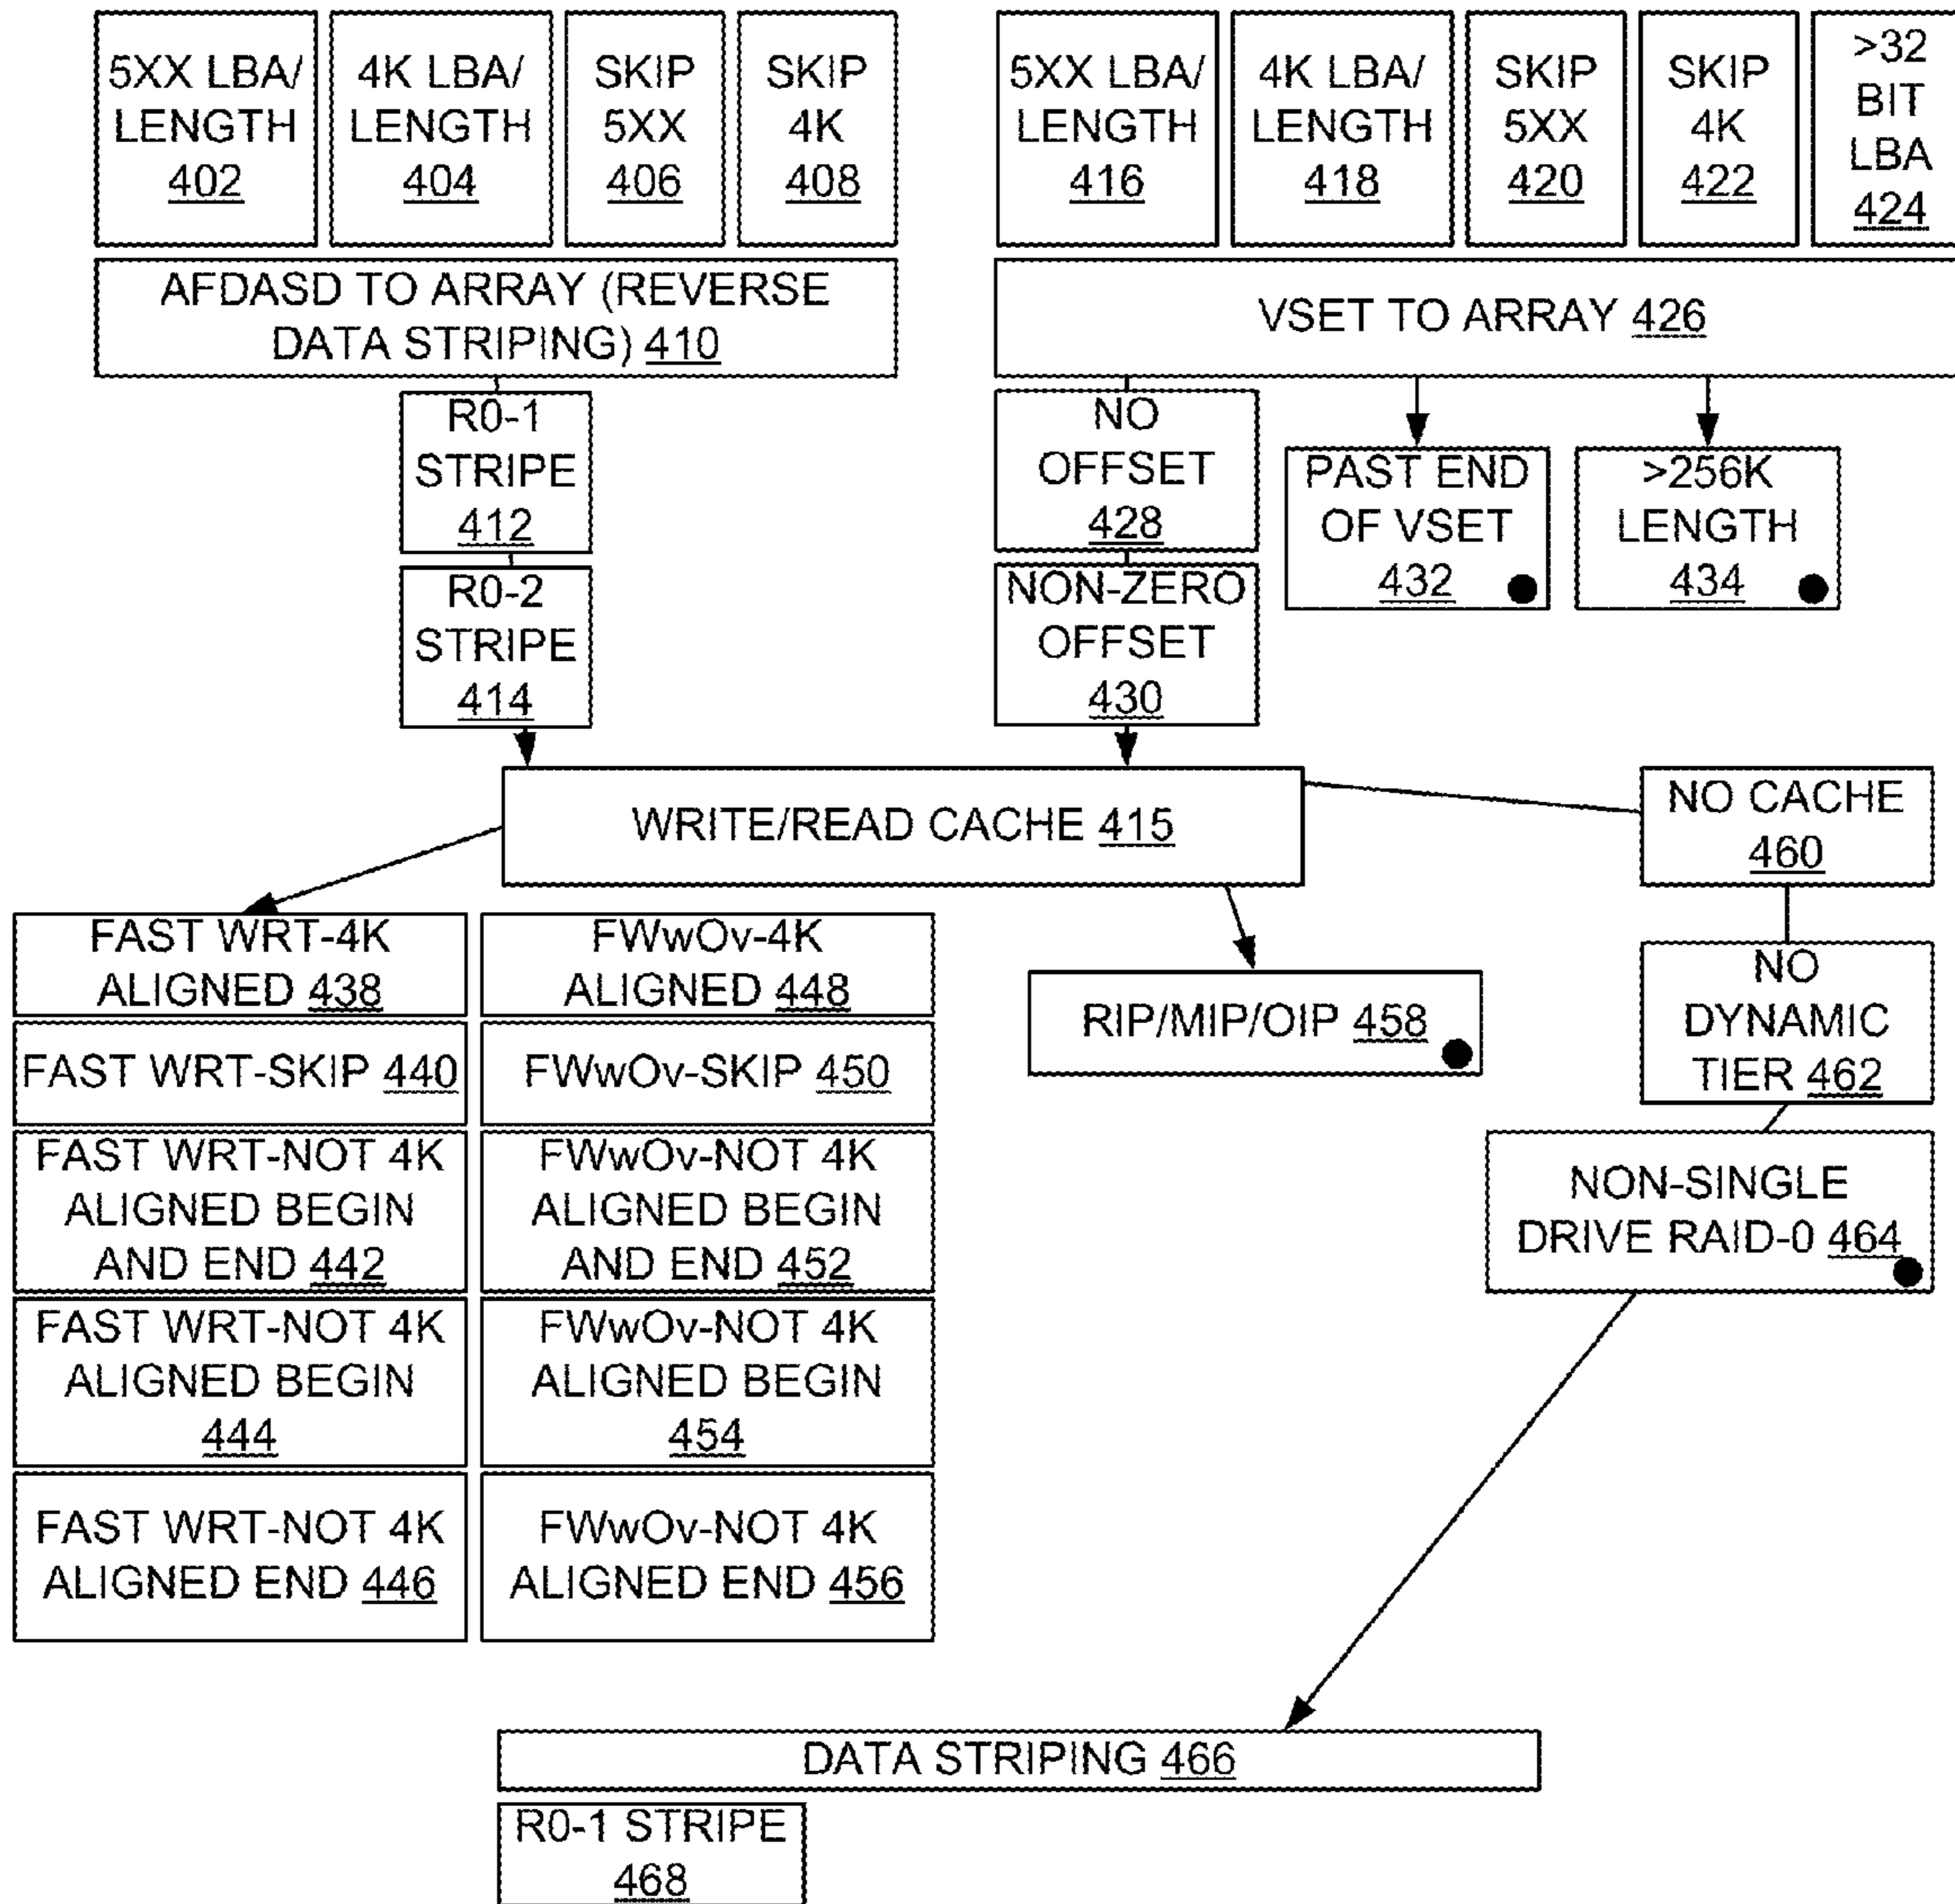 5XX LBA/
LENGTH
402
4K LBA/
LENGTH
404
SKIP
5XX
406
SKIP
4K
408
5XX LBA/
LENGTH
416
4K LBA/
LENGTH
418
SKIP
5XX
420
SKIP
4K
422
>32
BIT
LBA
424
AFDASD TO ARRAY (REVERSE
DATA STRIPING) 410
VSET TO ARRAY 426
R0-1
STRIPE
412
R0-2
STRIPE
414
NO
OFFSET
428
NON-ZERO
OFFSET
430
PAST END
OF VSET
432
>256K
LENGTH
434
WRITE/READ CACHE 415
NO CACHE
460
FAST WRT-4K
ALIGNED 438
FAST WRT-SKIP 440
FAST WRT-NOT 4K
ALIGNED BEGIN
AND END 442
FAST WRT-NOT 4K
ALIGNED BEGIN
444
FAST WRT-NOT 4K
ALIGNED END 446
FWwOv-4K
ALIGNED 448
FWwOv-SKIP 450
FWwOv-NOT 4K
ALIGNED BEGIN
AND END 452
FWwOv-NOT 4K
ALIGNED BEGIN
454
FWwOv-NOT 4K
ALIGNED END 456
RIP/MIP/OIP 458
NO
DYNAMIC
TIER 462
NON-SINGLE
DRIVE RAID-0 464
DATA STRIPING 466
R0-1 STRIPE
468